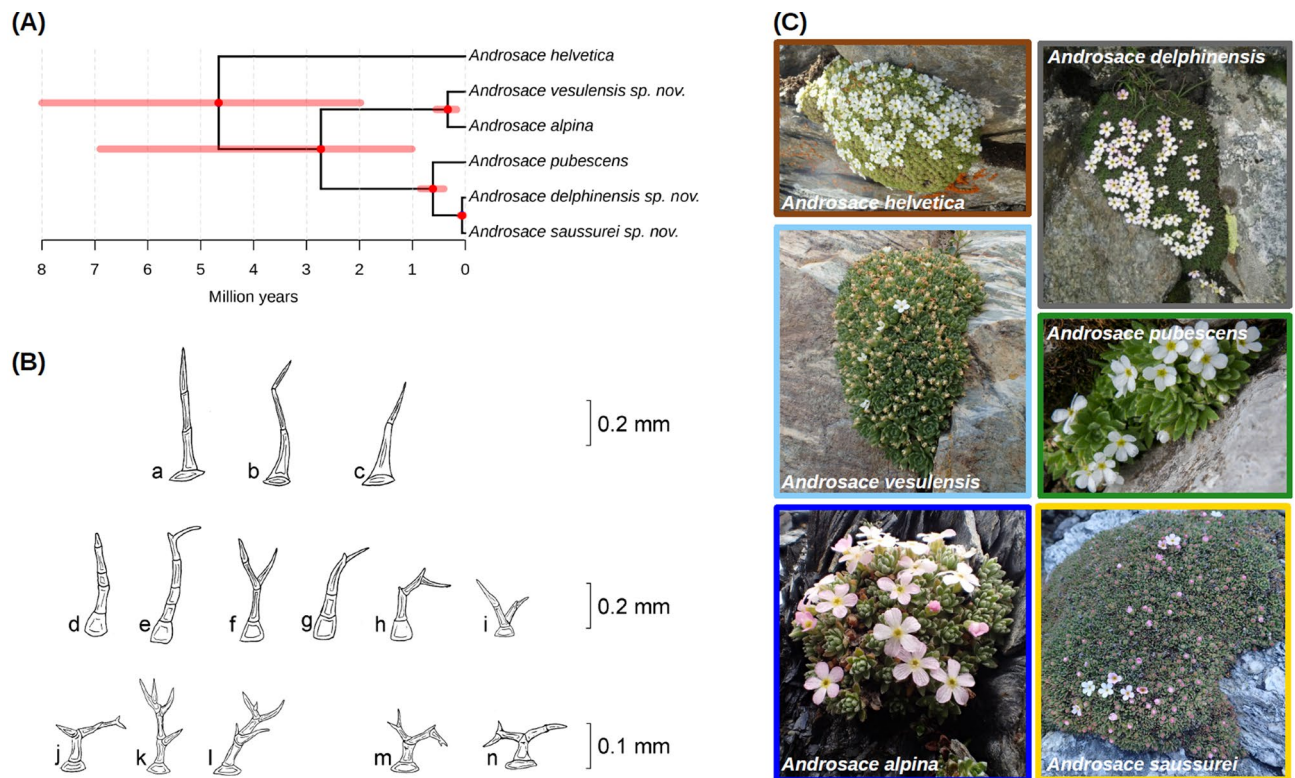 (A)
Androsace helvetica
Androsace vesulensis sp. nov.
Androsace alpina
Androsace pubescens
Androsace delphinensis sp. nov.
Androsace saussurei sp. nov.
8 7 6 5 4 3 2 1 0
Million years
(B)
a b c
0.2 mm
d e f g h i
0.2 mm
j k l m n
0.1 mm
(C)
Androsace helvetica
Androsace delphinensis
Androsace vesulensis
Androsace pubescens
Androsace alpina
Androsace saussurei